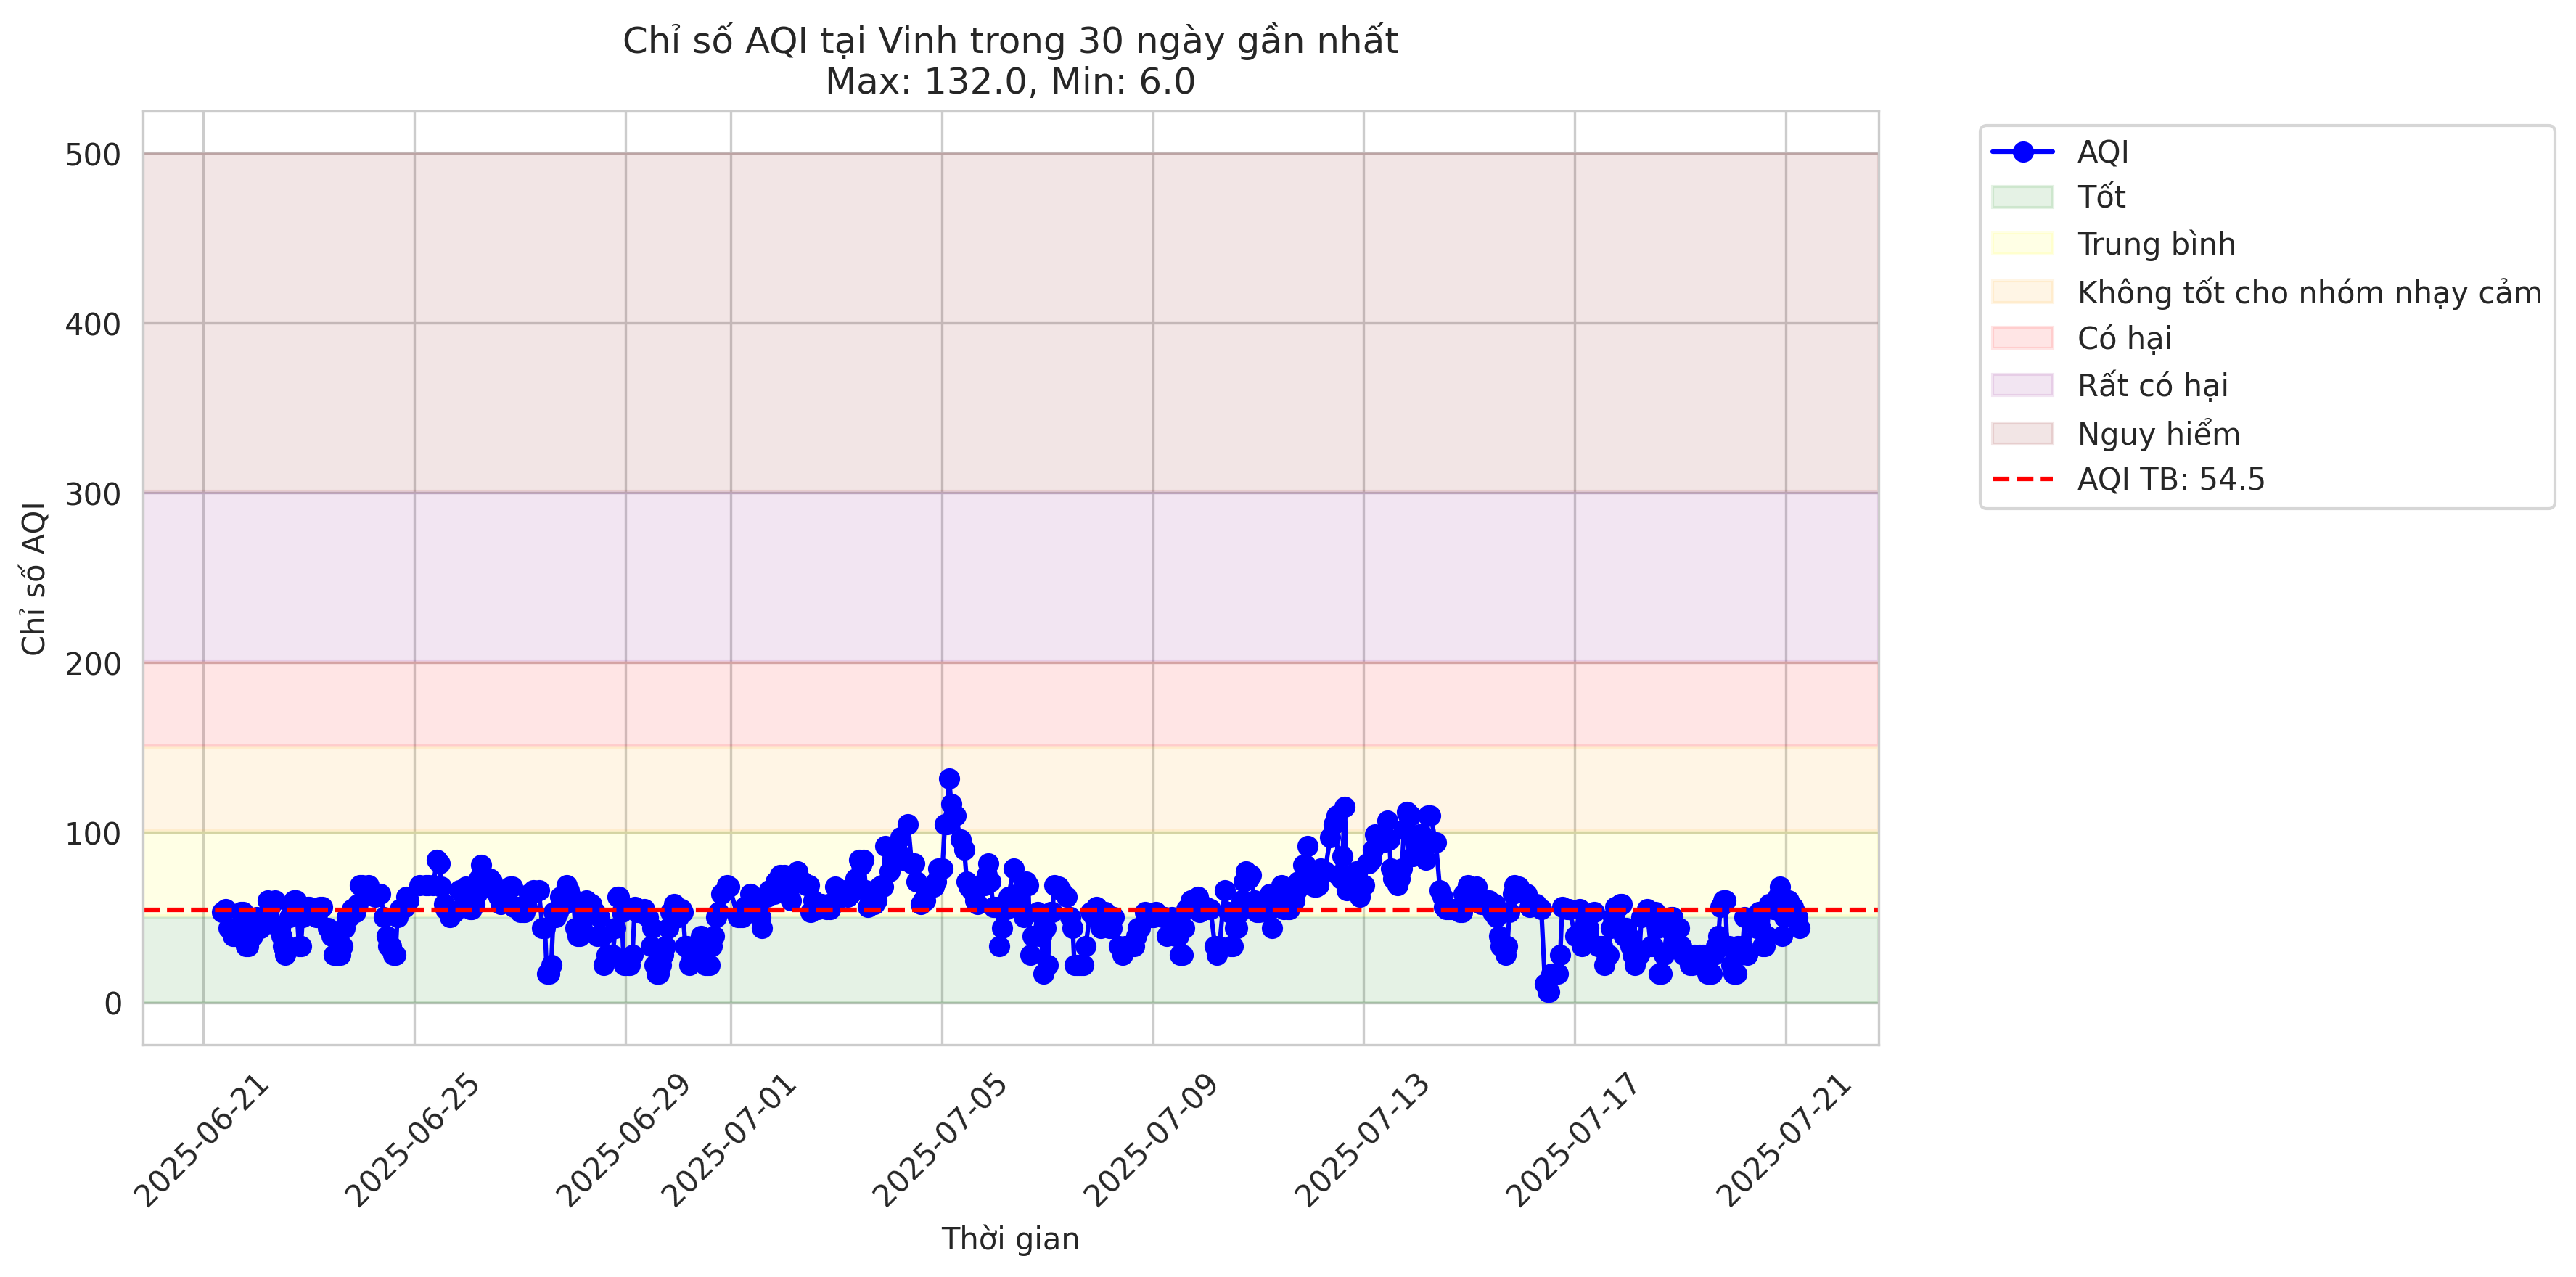 Chỉ số AQI tại Vinh trong 30 ngày gần nhất
Max: 132.0, Min: 6.0
Chỉ số AQI
500
400
300
200
100
0
2025-06-21
2025-06-25
2025-06-29
2025-07-01
2025-07-05
2025-07-09
2025-07-13
2025-07-17
2025-07-21
Thời gian
AQI
Tốt
Trung bình
Không tốt cho nhóm nhạy cảm
Có hại
Rất có hại
Nguy hiểm
AQI TB: 54.5